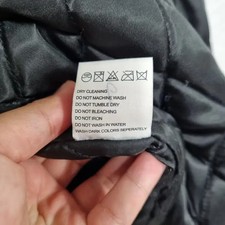 DRY CLEANING
DO NOT MACHINE WASH
DO NOT TUMBLE DRY
DO NOT BLEACHING
DO NOT IRON
DO NOT WASH IN WATER
WASH DARK COLORS SEPARATELY